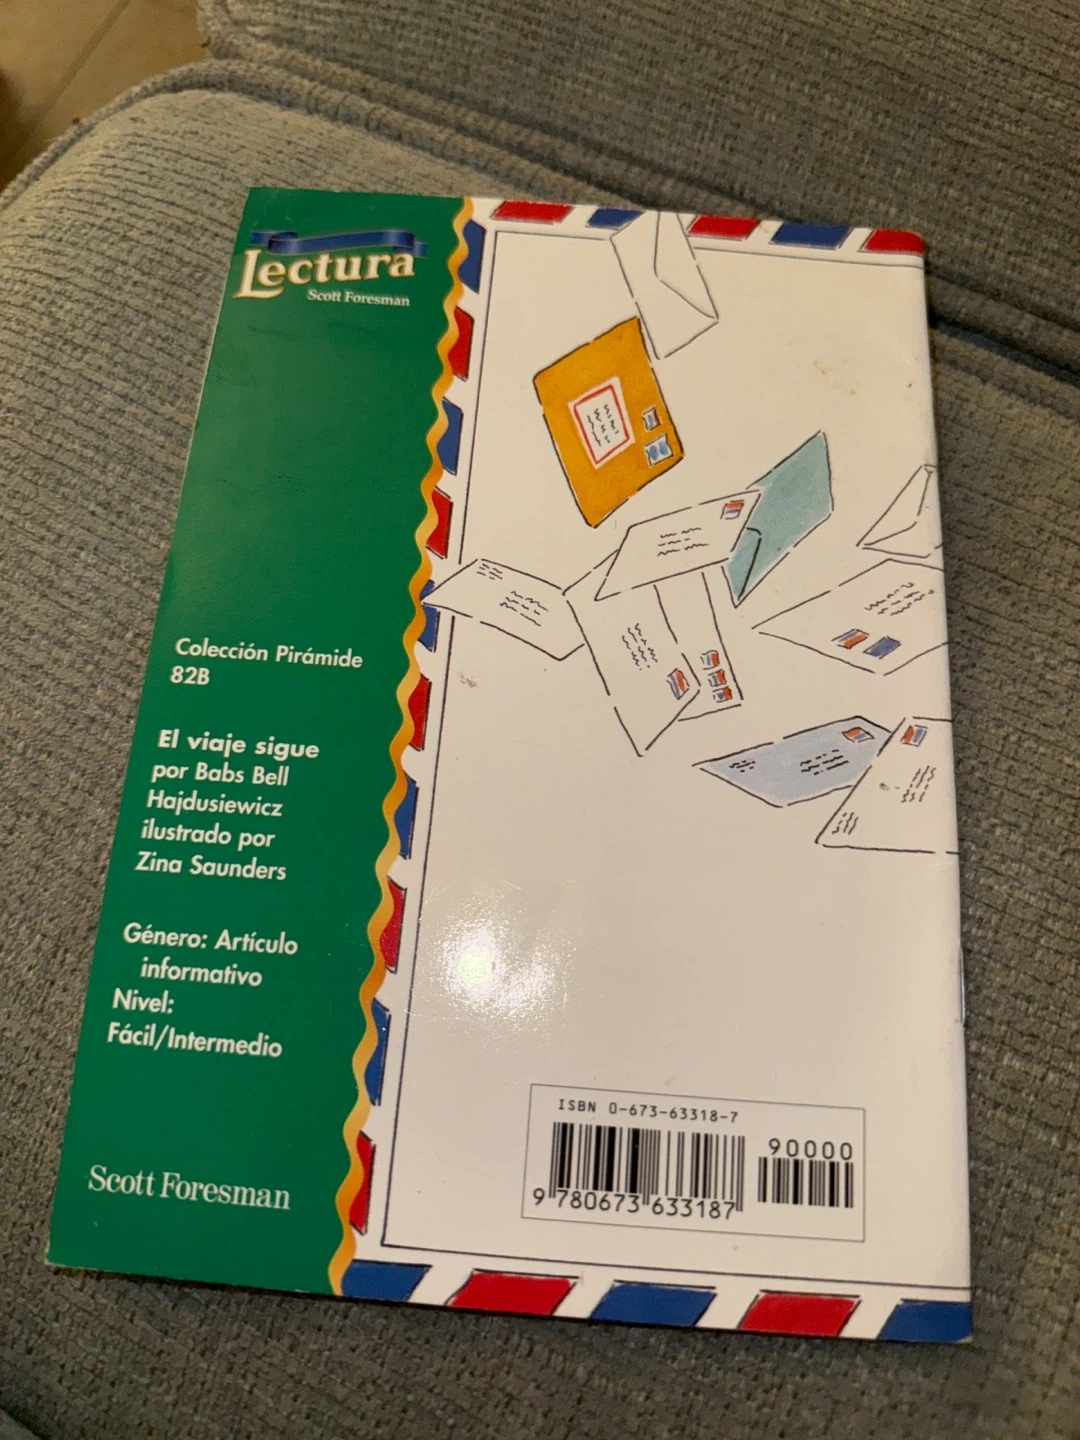 Lectura
Scott Foresman
Colección Pirámide
82B
El viaje sigue
por Babs Bell
Hajdusiewicz
ilustrado por
Zina Saunders
Género: Artículo
informativo
Nivel:
Fácil/Intermedio
Scott Foresman
ISBN 0-673-63318-7
90000
9 780673 633187